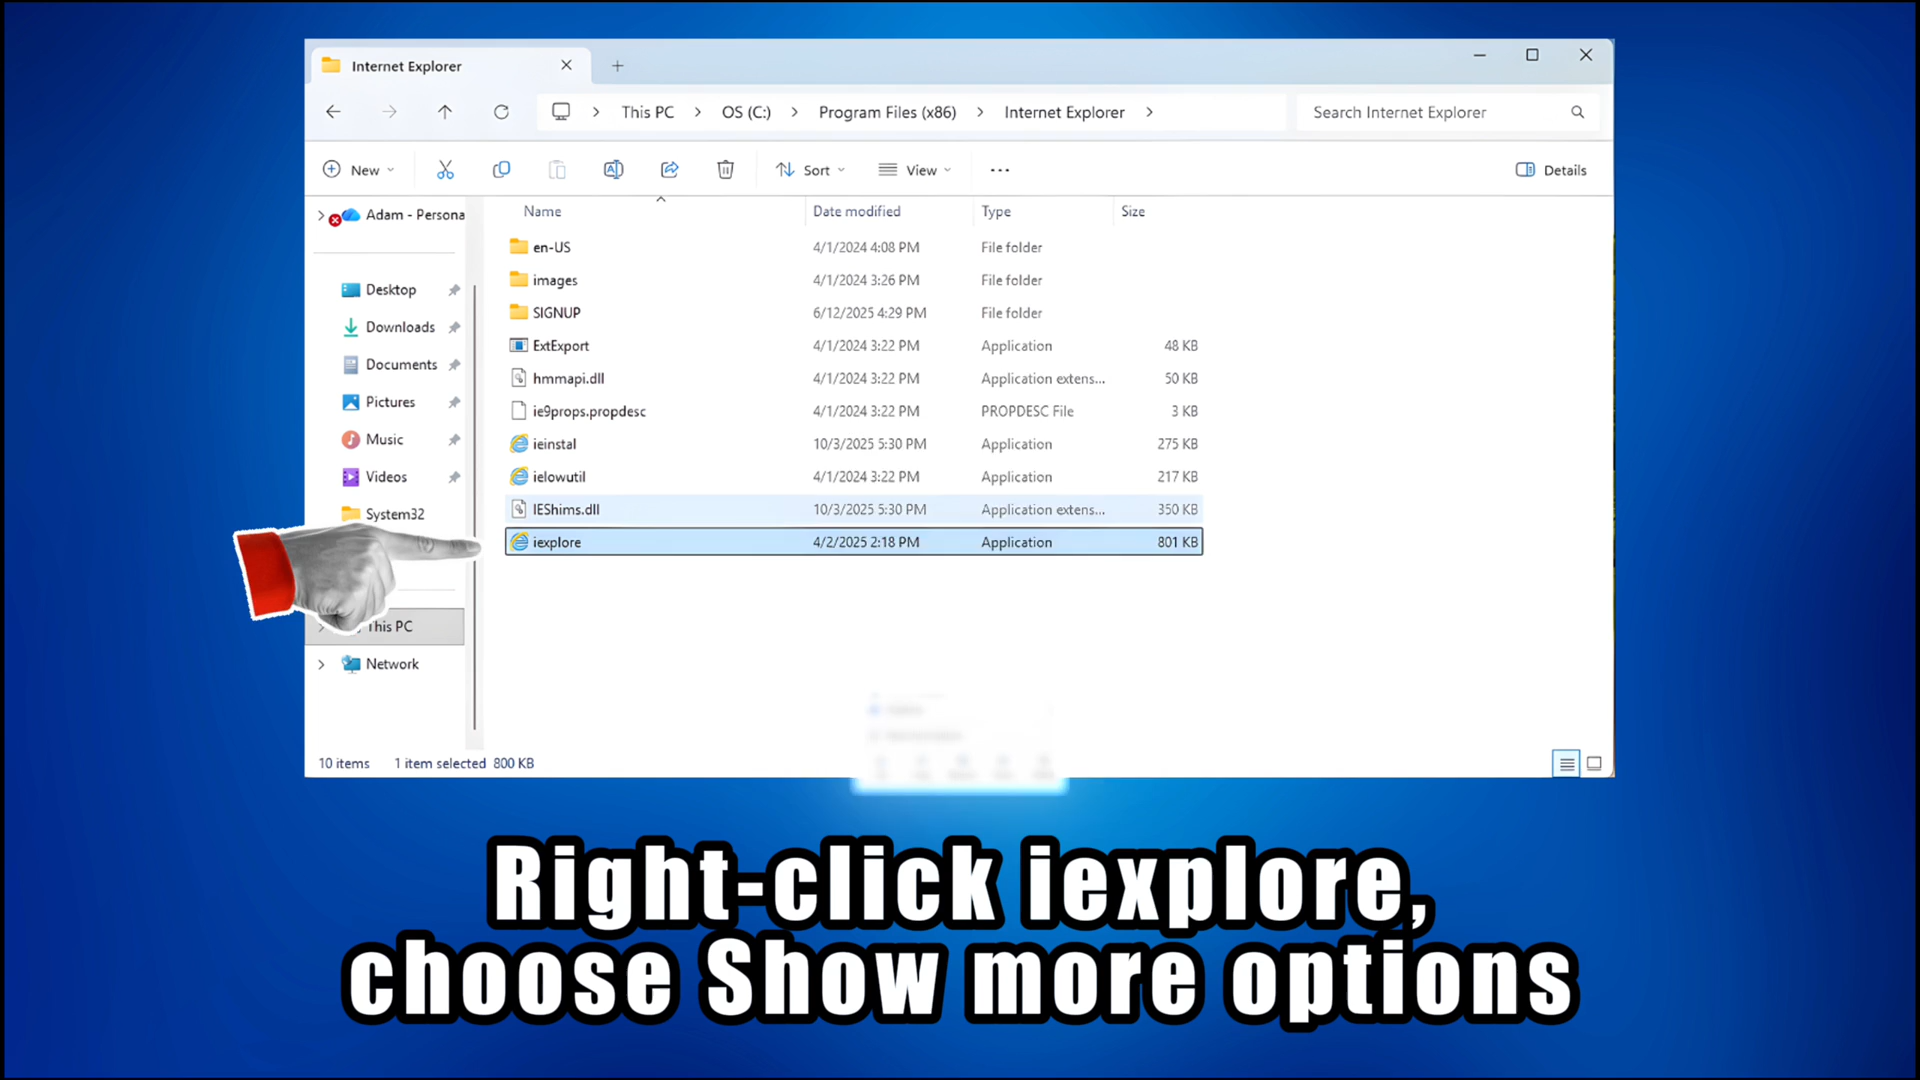 Internet Explorer
This PC
OS (C:)
Program Files (x86)
Internet Explorer
Search Internet Explorer
New
Sort
View
Details
Adam - Persona
Desktop
Downloads
Documents
Pictures
Music
Videos
System32
This PC
Network
Name Date modified Type Size
en-US 4/1/2024 4:08 PM File folder
images 4/1/2024 3:26 PM File folder
SIGNUP 6/12/2025 4:29 PM File folder
ExtExport 4/1/2024 3:22 PM Application 48 KB
hmmapi.dll 4/1/2024 3:22 PM Application extens... 50 KB
ie9props.propdesc 4/1/2024 3:22 PM PROPDESC File 3 KB
ieinstal 10/3/2025 5:30 PM Application 275 KB
ielowutil 4/1/2024 3:22 PM Application 217 KB
IEShims.dll 10/3/2025 5:30 PM Application extens... 350 KB
iexplore 4/2/2025 2:18 PM Application 801 KB
10 items 1 item selected 800 KB
Right-click iexplore,
choose Show more options